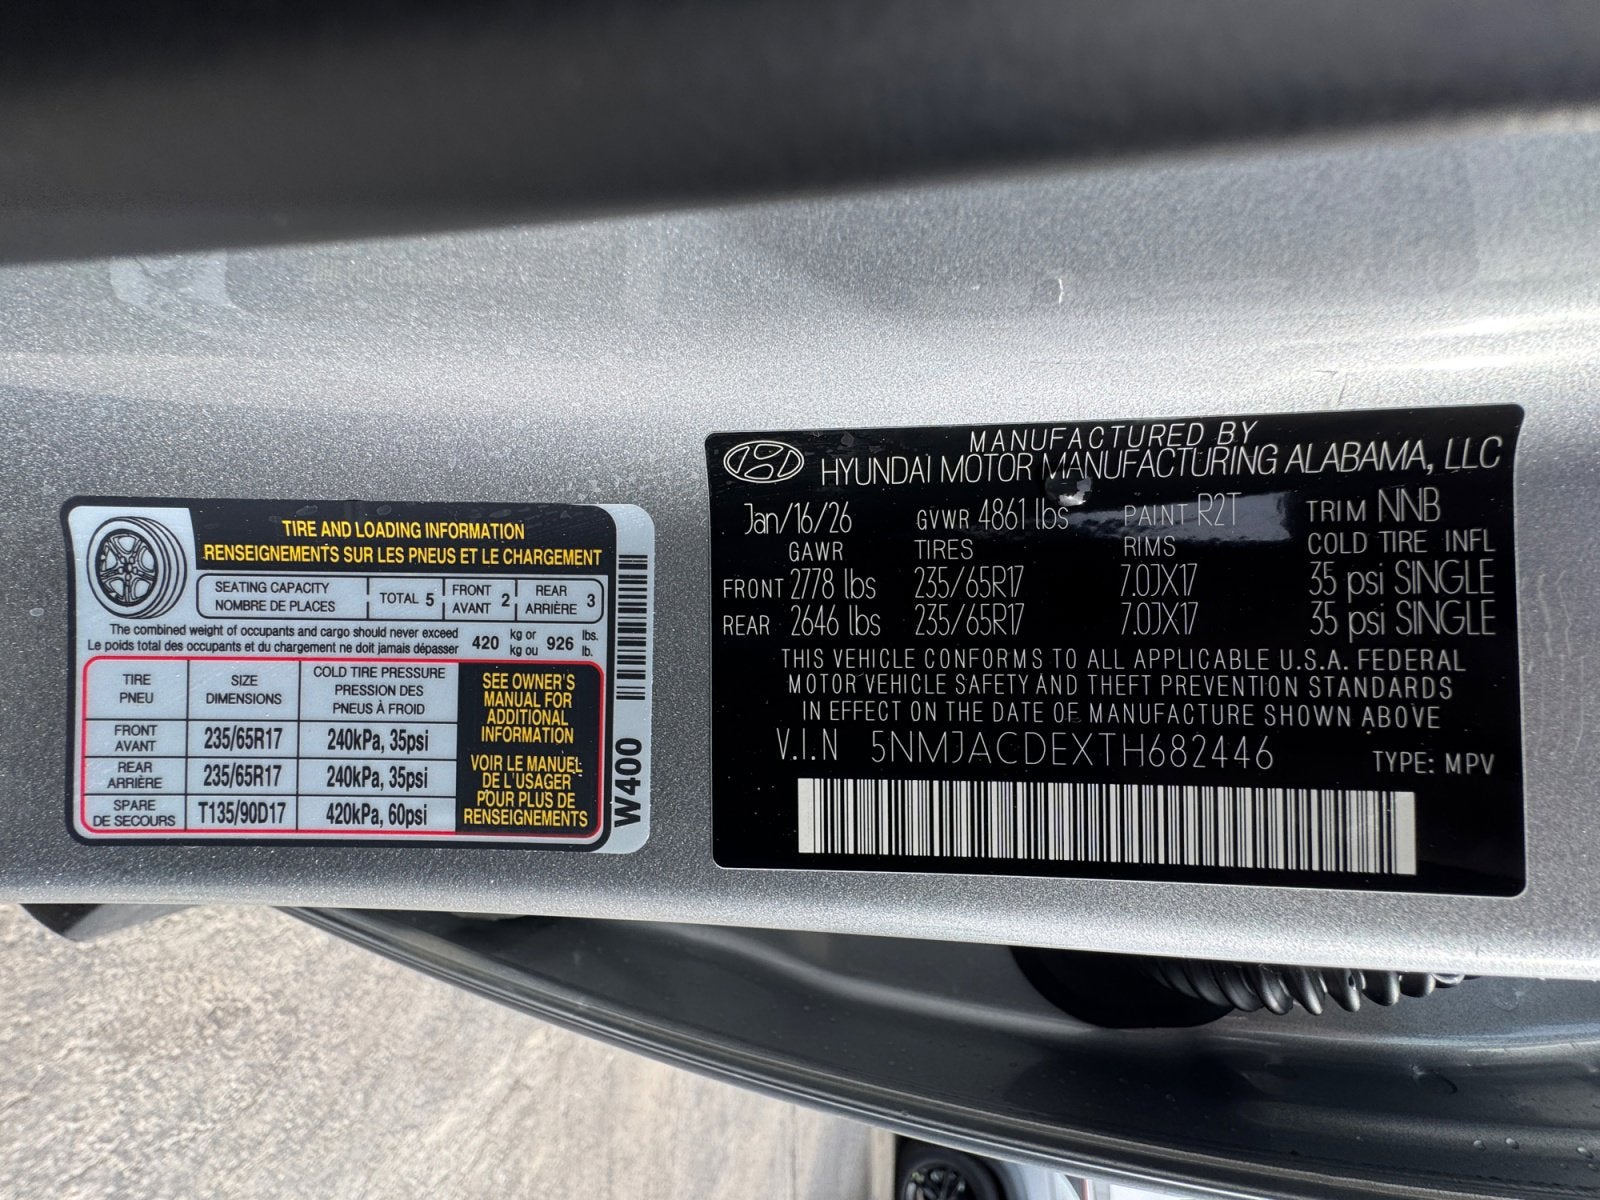 TIRE AND LOADING INFORMATION
RENSEIGNEMENTS SUR LES PNEUS ET LE CHARGEMENT
SEATING CAPACITY
NOMBRE DE PLACES
TOTAL 5
FRONT
AVANT 2
REAR
ARRIÈRE 3
The combined weight of occupants and cargo should never exceed
Le poids total des occupants et du chargement ne doit jamais dépasser
420 kg or
kg ou
926 lbs.
lb.
TIRE
PNEU
SIZE
DIMENSIONS
COLD TIRE PRESSURE
PRESSION DES
PNEUS À FROID
FRONT
AVANT
235/65R17
240kPa, 35psi
REAR
ARRIÈRE
235/65R17
240kPa, 35psi
SPARE
DE SECOURS
T135/90D17
420kPa, 60psi
SEE OWNER'S
MANUAL FOR
ADDITIONAL
INFORMATION
VOIR LE MANUEL
DE L'USAGER
POUR PLUS DE
RENSEIGNEMENTS
W400
MANUFACTURED BY
HYUNDAI MOTOR MANUFACTURING ALABAMA, LLC
Jan/16/26 GVWR 4861 lbs PAINT R2T TRIM NNB
GAWR TIRES RIMS COLD TIRE INFL
FRONT 2778 lbs 235/65R17 7.0JX17 35 psi SINGLE
REAR 2646 lbs 235/65R17 7.0JX17 35 psi SINGLE
THIS VEHICLE CONFORMS TO ALL APPLICABLE U.S.A. FEDERAL
MOTOR VEHICLE SAFETY AND THEFT PREVENTION STANDARDS
IN EFFECT ON THE DATE OF MANUFACTURE SHOWN ABOVE
V.I.N 5NMJACDEXTH682446 TYPE: MPV